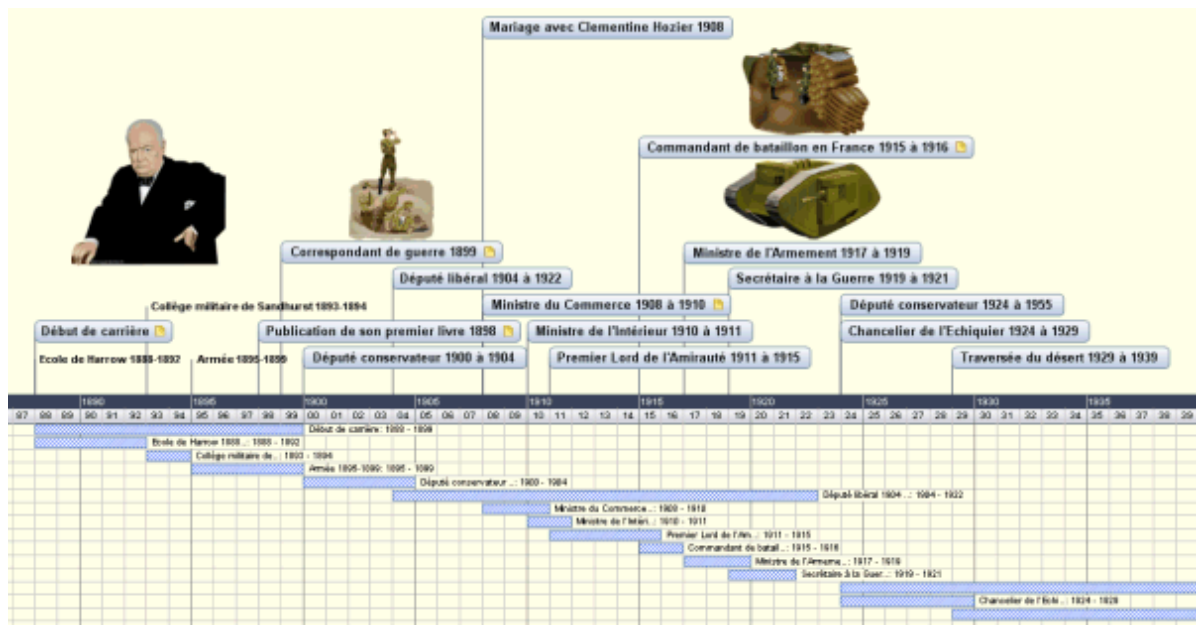 Mariage avec Clementine Hozier 1908
Commandant de bataillon en France 1915 à 1916
Correspondant de guerre 1899
Ministre de l'Armement 1917 à 1919
Député libéral 1904 à 1922
Secrétaire à la Guerre 1919 à 1921
Collège militaire de Sandhurst 1893-1894
Ministre du Commerce 1908 à 1910
Député conservateur 1924 à 1955
Début de carrière
Publication de son premier livre 1898
Ministre de l'Intérieur 1910 à 1911
Chancelier de l'Echiquier 1924 à 1929
Ecole de Harrow 1888-1892
Armée 1895-1899
Député conservateur 1900 à 1904
Premier Lord de l'Amirauté 1911 à 1915
Traversée du désert 1929 à 1939
1890 1895 1900 1905 1910 1915 1920 1925 1930 1935
87 88 89 90 91 92 93 94 95 96 97 98 99 00 01 02 03 04 05 06 07 08 09 10 11 12 13 14 15 16 17 18 19 20 21 22 23 24 25 26 27 28 29 30 31 32 33 34 35 36 37 38 39
Début de carrière: 1888 - 1899
Ecole de Harrow 1888...: 1888 - 1892
Collège militaire de...: 1893 - 1894
Armée 1895-1899: 1895 - 1899
Député conservateur ...: 1900 - 1904
Député libéral 1904 ...: 1904 - 1922
Ministre du Commerce...: 1908 - 1910
Ministre de l'Intéri...: 1910 - 1911
Premier Lord de l'Am...: 1911 - 1915
Commandant de batail...: 1915 - 1916
Ministre de l'Armeme...: 1917 - 1919
Secrétaire à la Guer...: 1919 - 1921
Chancelier de l'Echi...: 1924 - 1929